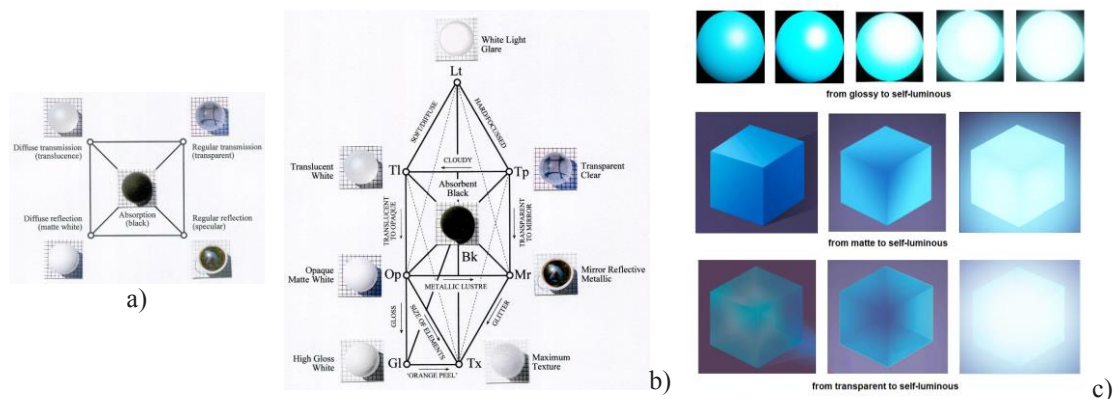 Diffuse transmission
(translucence)
Regular transmission
(transparent)
Absorption
(black)
Diffuse reflection
(matte white)
Regular reflection
(specular)
a)
White Light
Glare
Lt
SOFT/DIFFUSE
HARD/FOCUSSED
Translucent
White
Tl
CLOUDY
Tp
Transparent
Clear
Absorbent
Black
TRANSLUCENT
TO OPAQUE
TRANSPARENT
TO MIRROR
Bk
Opaque
Matte White
Op
Mr
Mirror Reflective
Metallic
METALLIC LUSTRE
GLOSS
SIZE OF ELEMENTS
GLITTER
High Gloss
White
Gl
Tx
Maximum
Texture
'ORANGE PEEL'
b)
from glossy to self-luminous
from matte to self-luminous
from transparent to self-luminous
c)